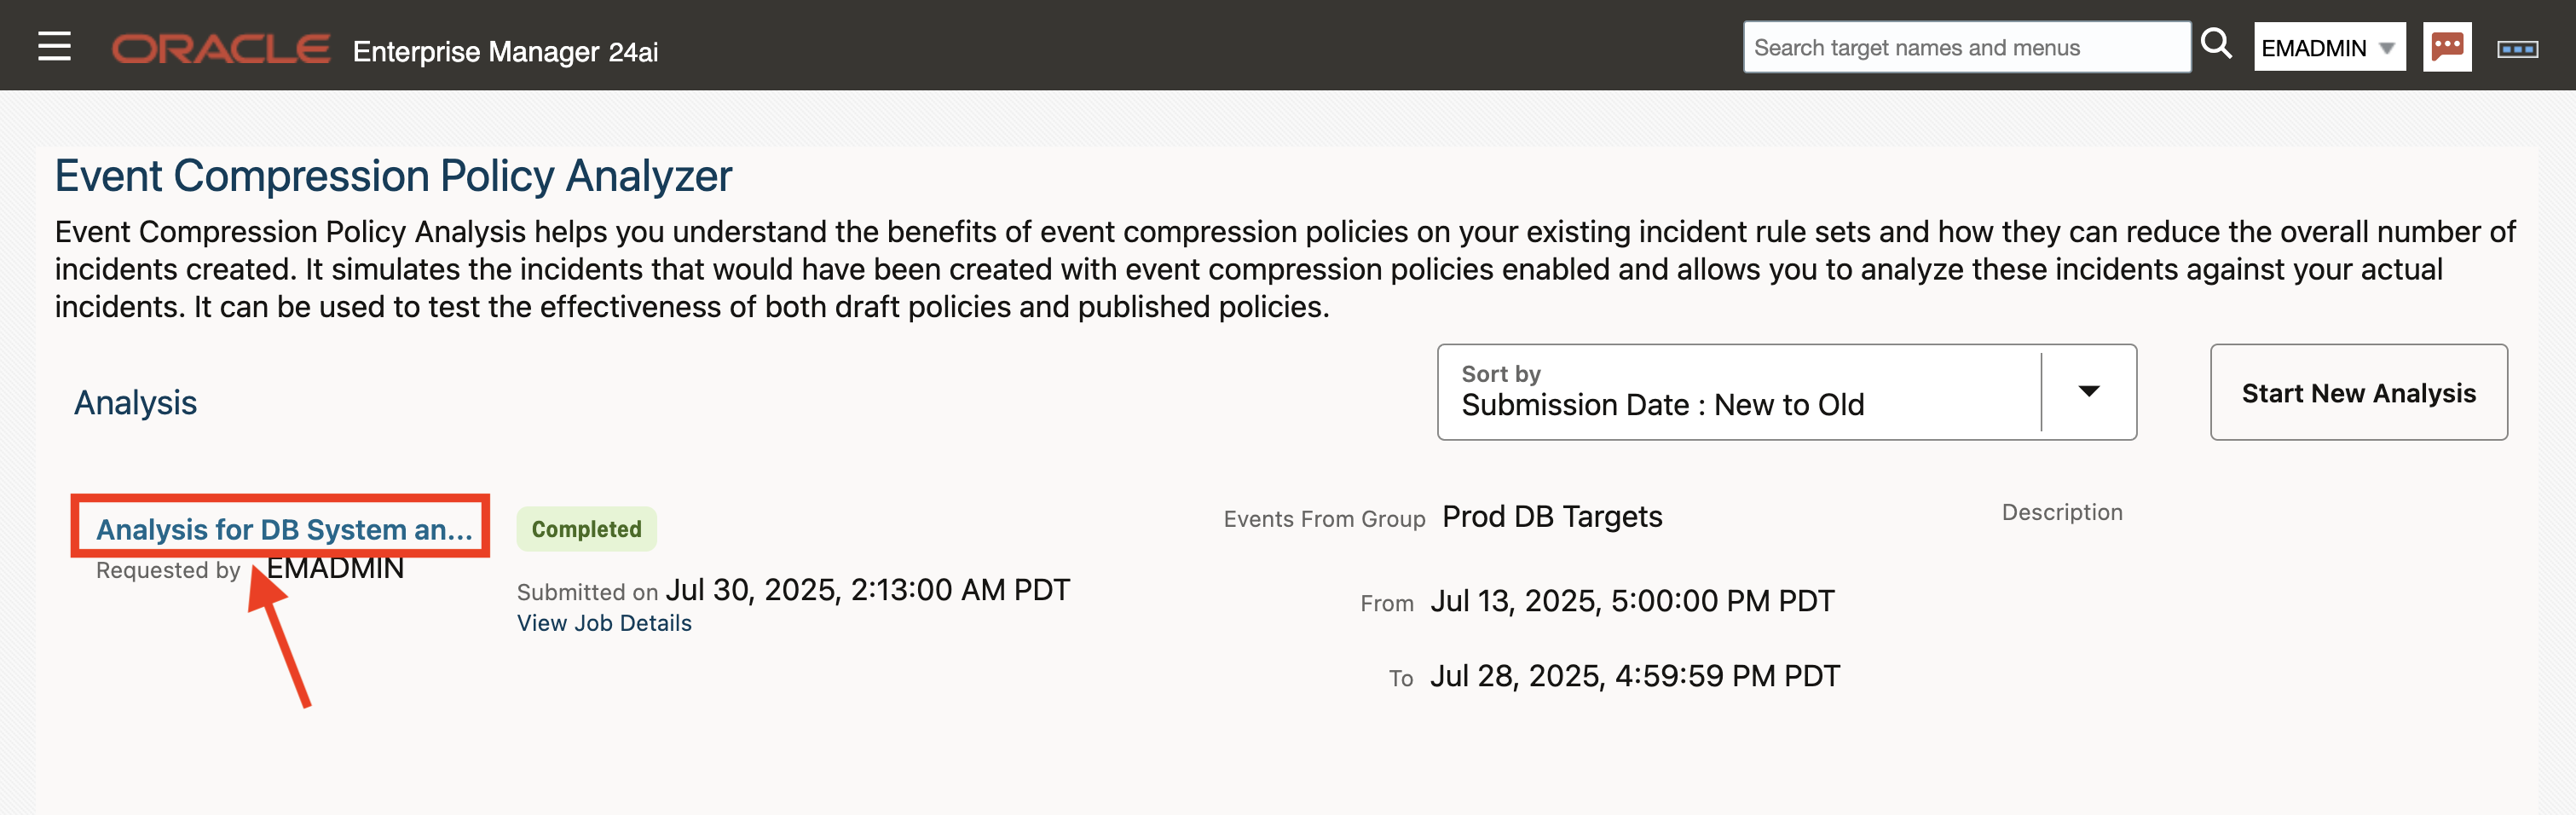 ORACLE Enterprise Manager 24ai
Search target names and menus
EMADMIN
Event Compression Policy Analyzer
Event Compression Policy Analysis helps you understand the benefits of event compression policies on your existing incident rule sets and how they can reduce the overall number of
incidents created. It simulates the incidents that would have been created with event compression policies enabled and allows you to analyze these incidents against your actual
incidents. It can be used to test the effectiveness of both draft policies and published policies.
Analysis
Sort by
Submission Date : New to Old
Start New Analysis
Analysis for DB System an...
Requested by EMADMIN
Completed
Submitted on Jul 30, 2025, 2:13:00 AM PDT
View Job Details
Events From Group Prod DB Targets
From Jul 13, 2025, 5:00:00 PM PDT
To Jul 28, 2025, 4:59:59 PM PDT
Description